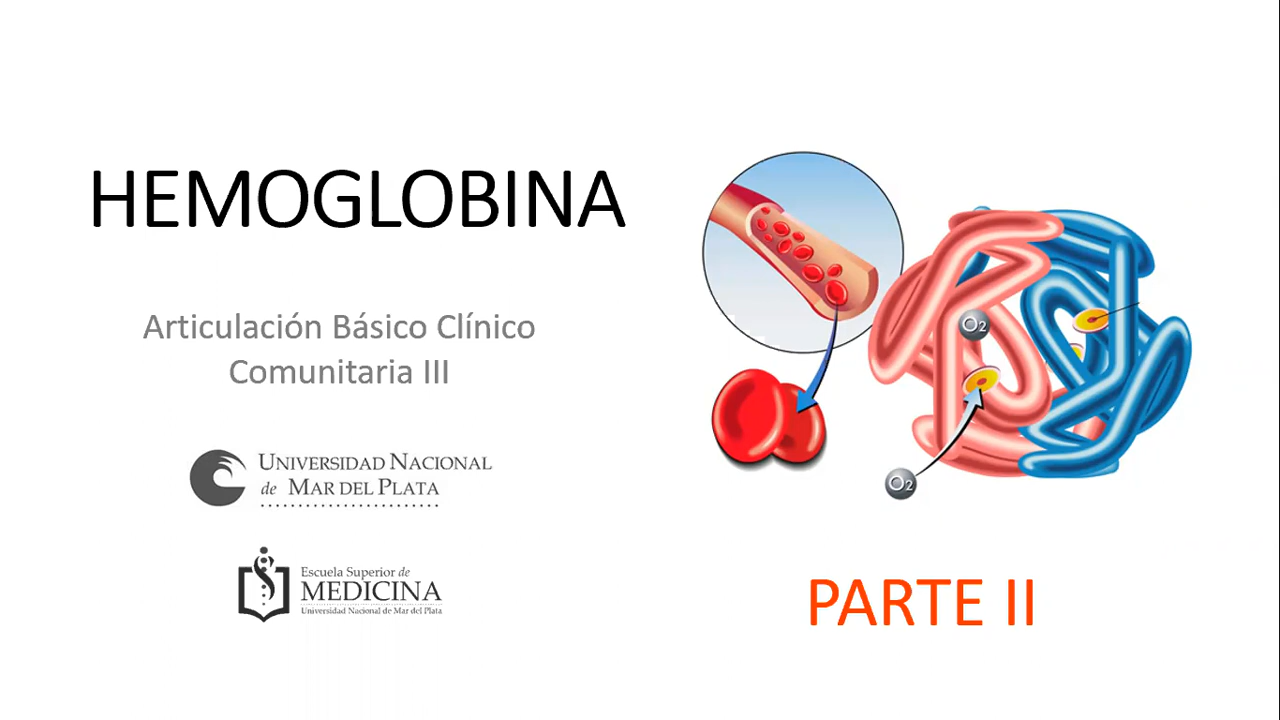 HEMOGLOBINA
Articulación Básico Clínico
Comunitaria III
UNIVERSIDAD NACIONAL
de MAR DEL PLATA
Escuela Superior de
MEDICINA
Universidad Nacional de Mar del Plata
O2
O2
PARTE II